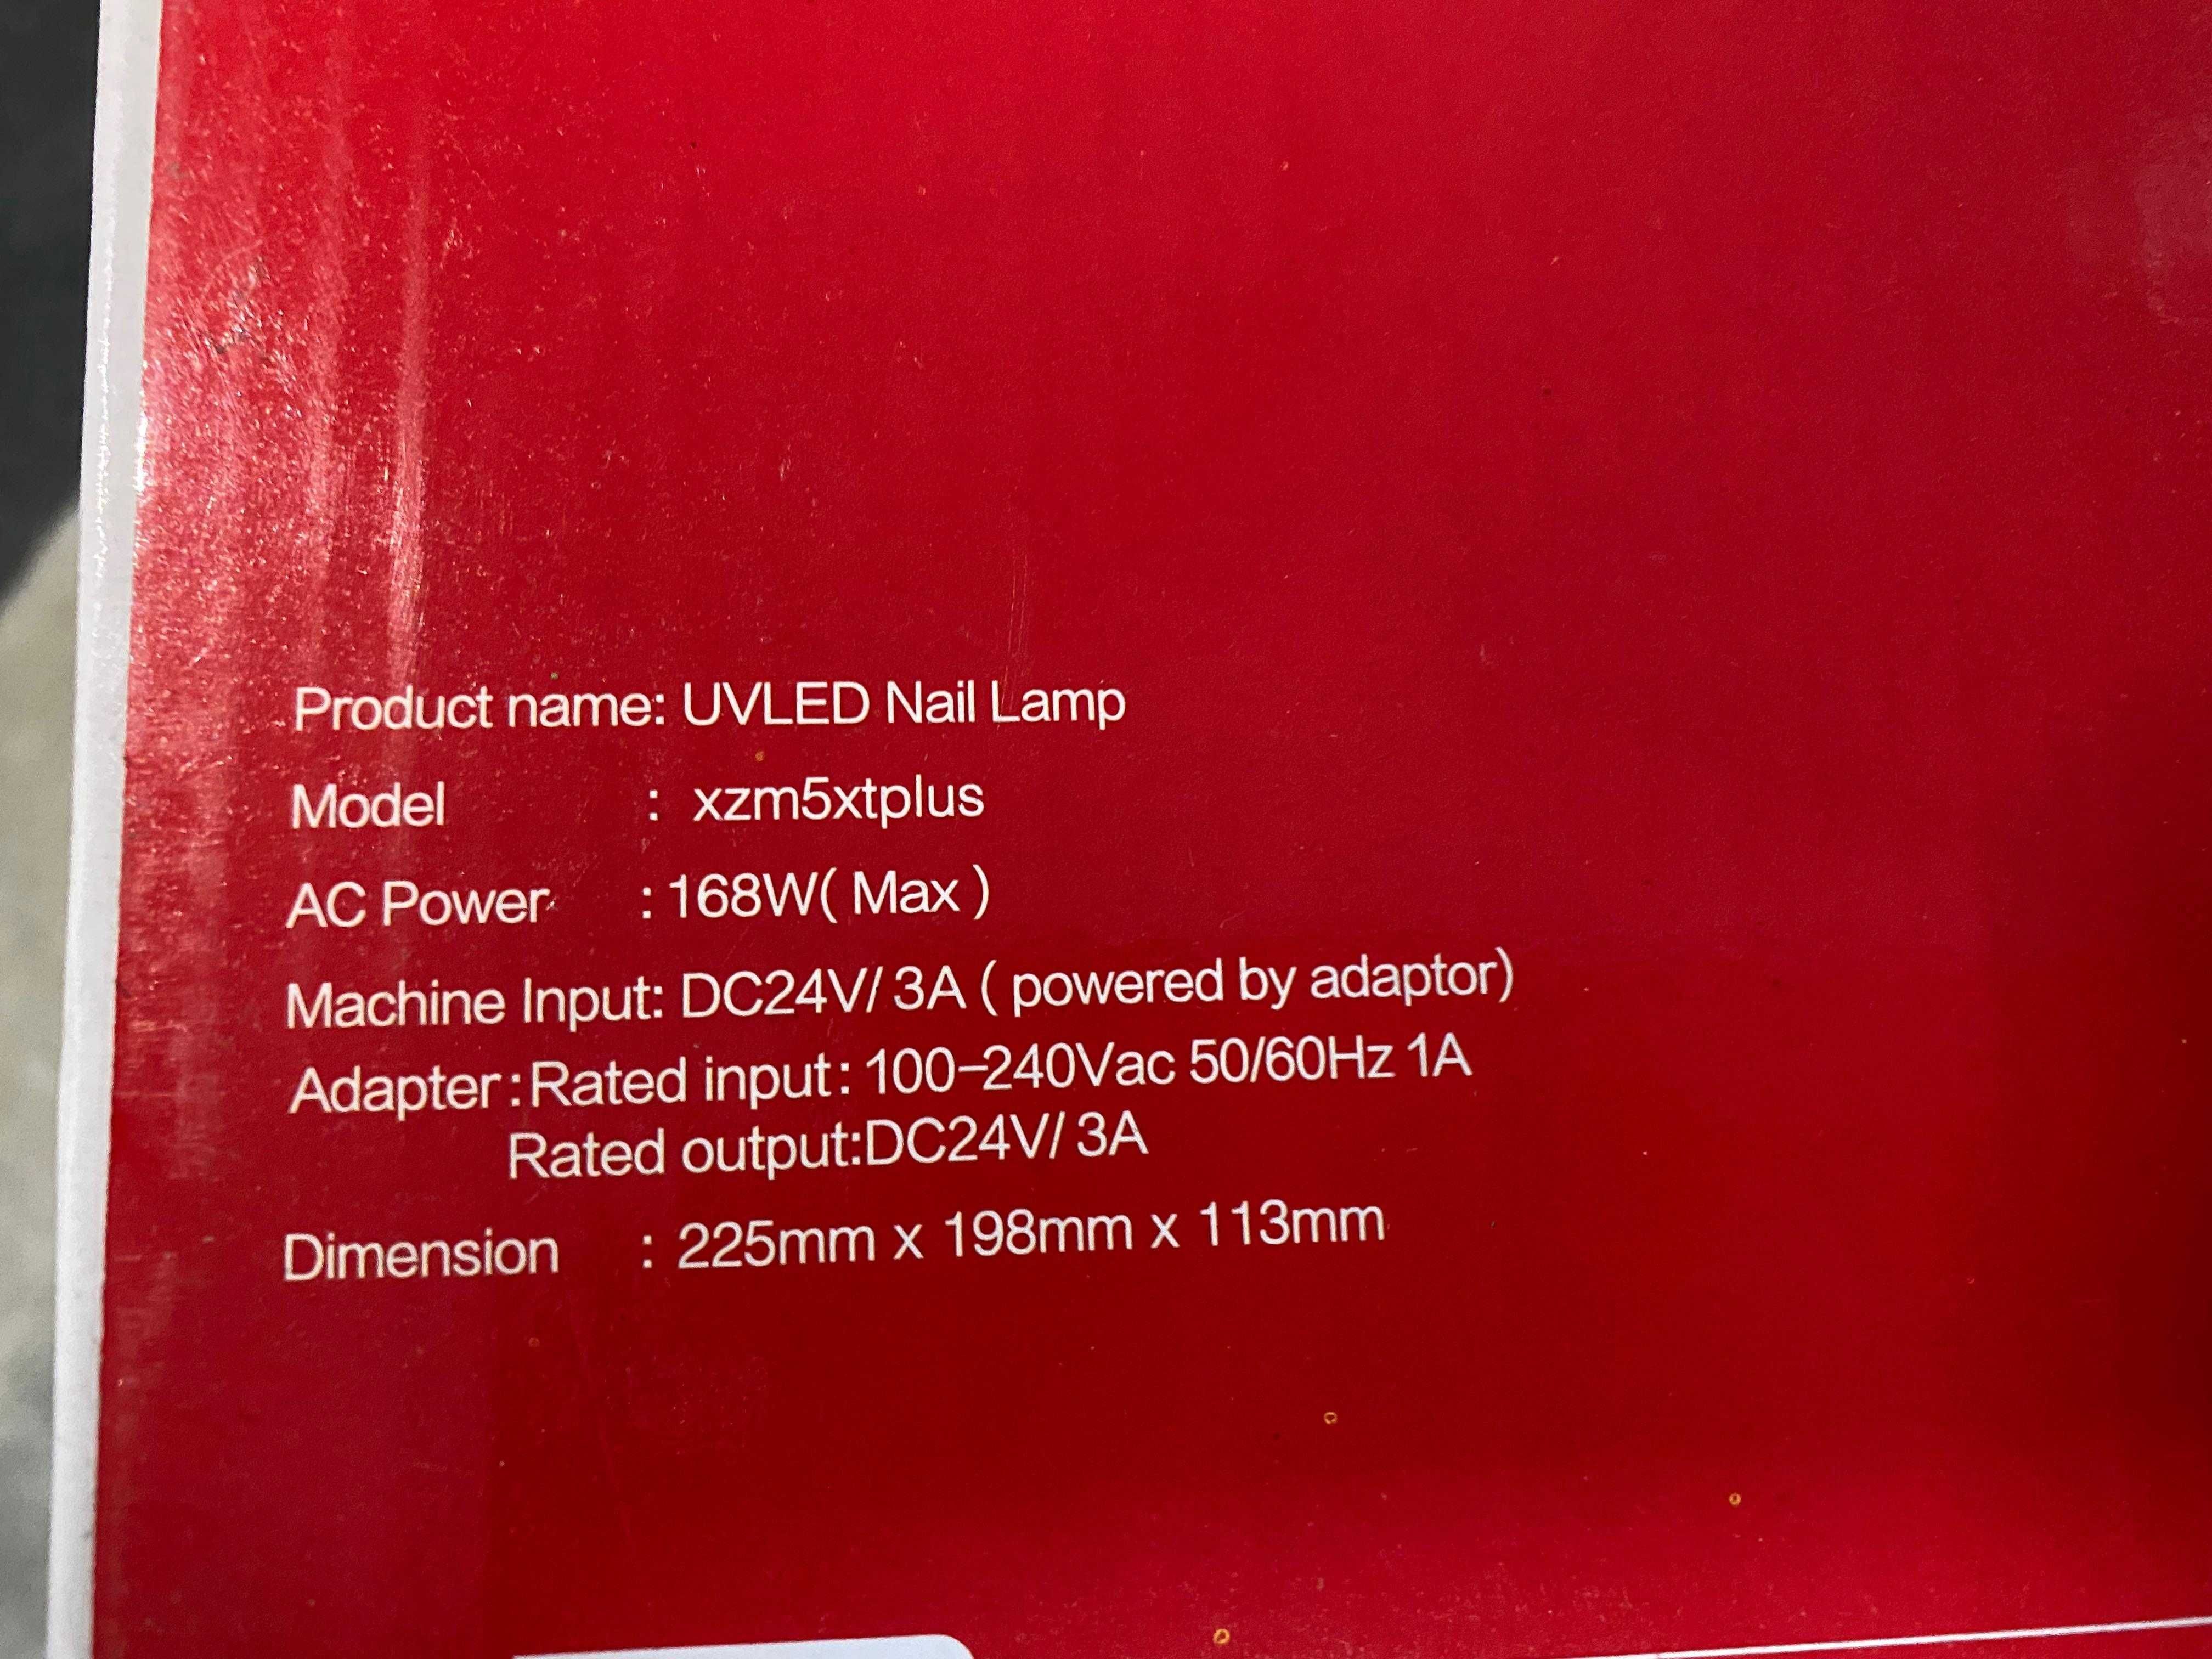 Product name: UVLED Nail Lamp
Model : xzm5xtplus
AC Power : 168W( Max )
Machine Input: DC24V/ 3A ( powered by adaptor)
Adapter:Rated input: 100-240Vac 50/60Hz 1A
Rated output:DC24V/ 3A
Dimension : 225mm x 198mm x 113mm